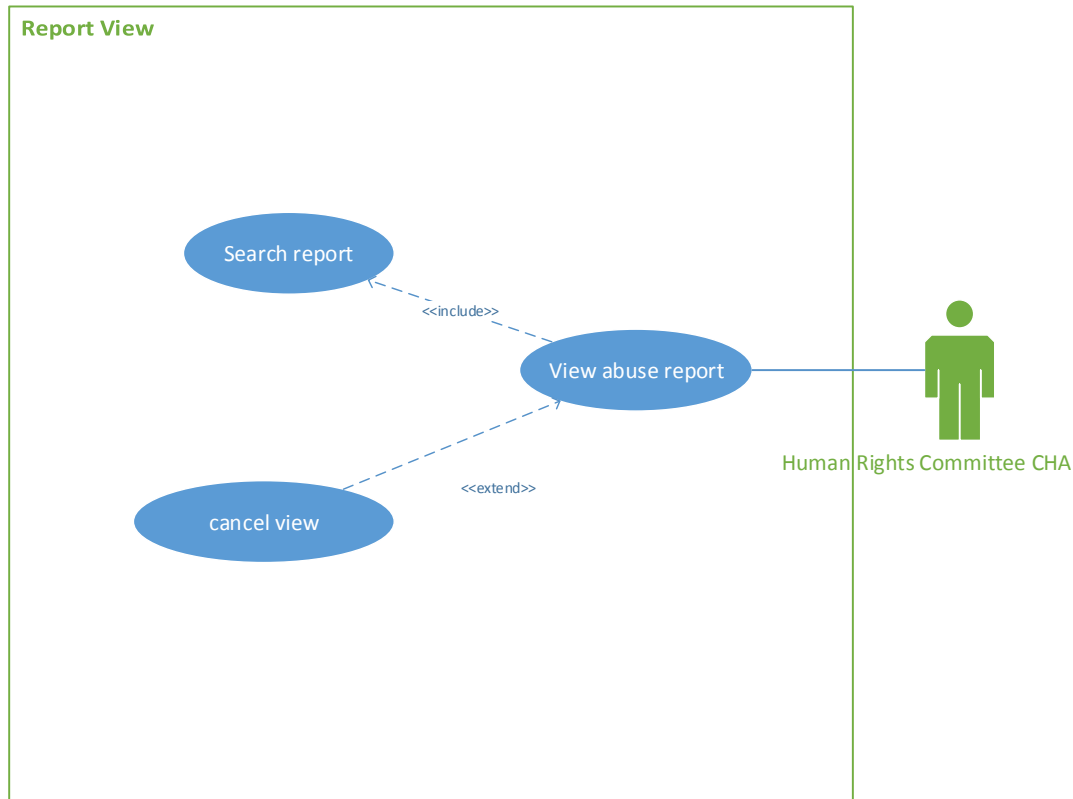 Report View
Search report
<<include>>
View abuse report
Human Rights Committee CHA
<<extend>>
cancel view